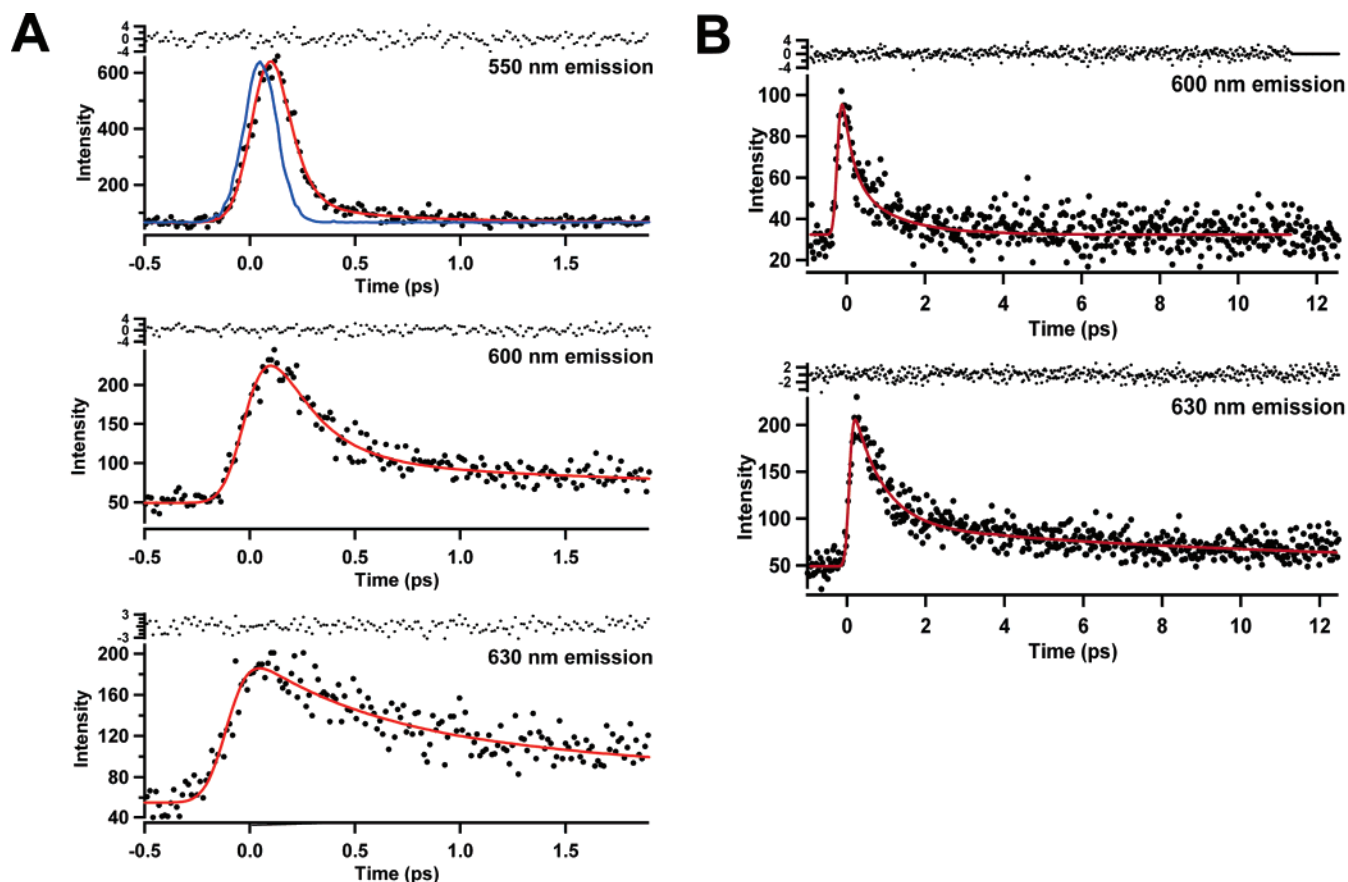 A
4
0
-4
550 nm emission
600
400
200
Intensity
-0.5 0.0 0.5 1.0 1.5
Time (ps)
4
0
-4
600 nm emission
200
150
100
50
Intensity
-0.5 0.0 0.5 1.0 1.5
Time (ps)
3
-3
630 nm emission
200
160
120
80
40
Intensity
-0.5 0.0 0.5 1.0 1.5
Time (ps)
B
4
0
-4
600 nm emission
100
80
60
40
20
Intensity
0 2 4 6 8 10 12
Time (ps)
2
-2
630 nm emission
200
150
100
50
Intensity
0 2 4 6 8 10 12
Time (ps)